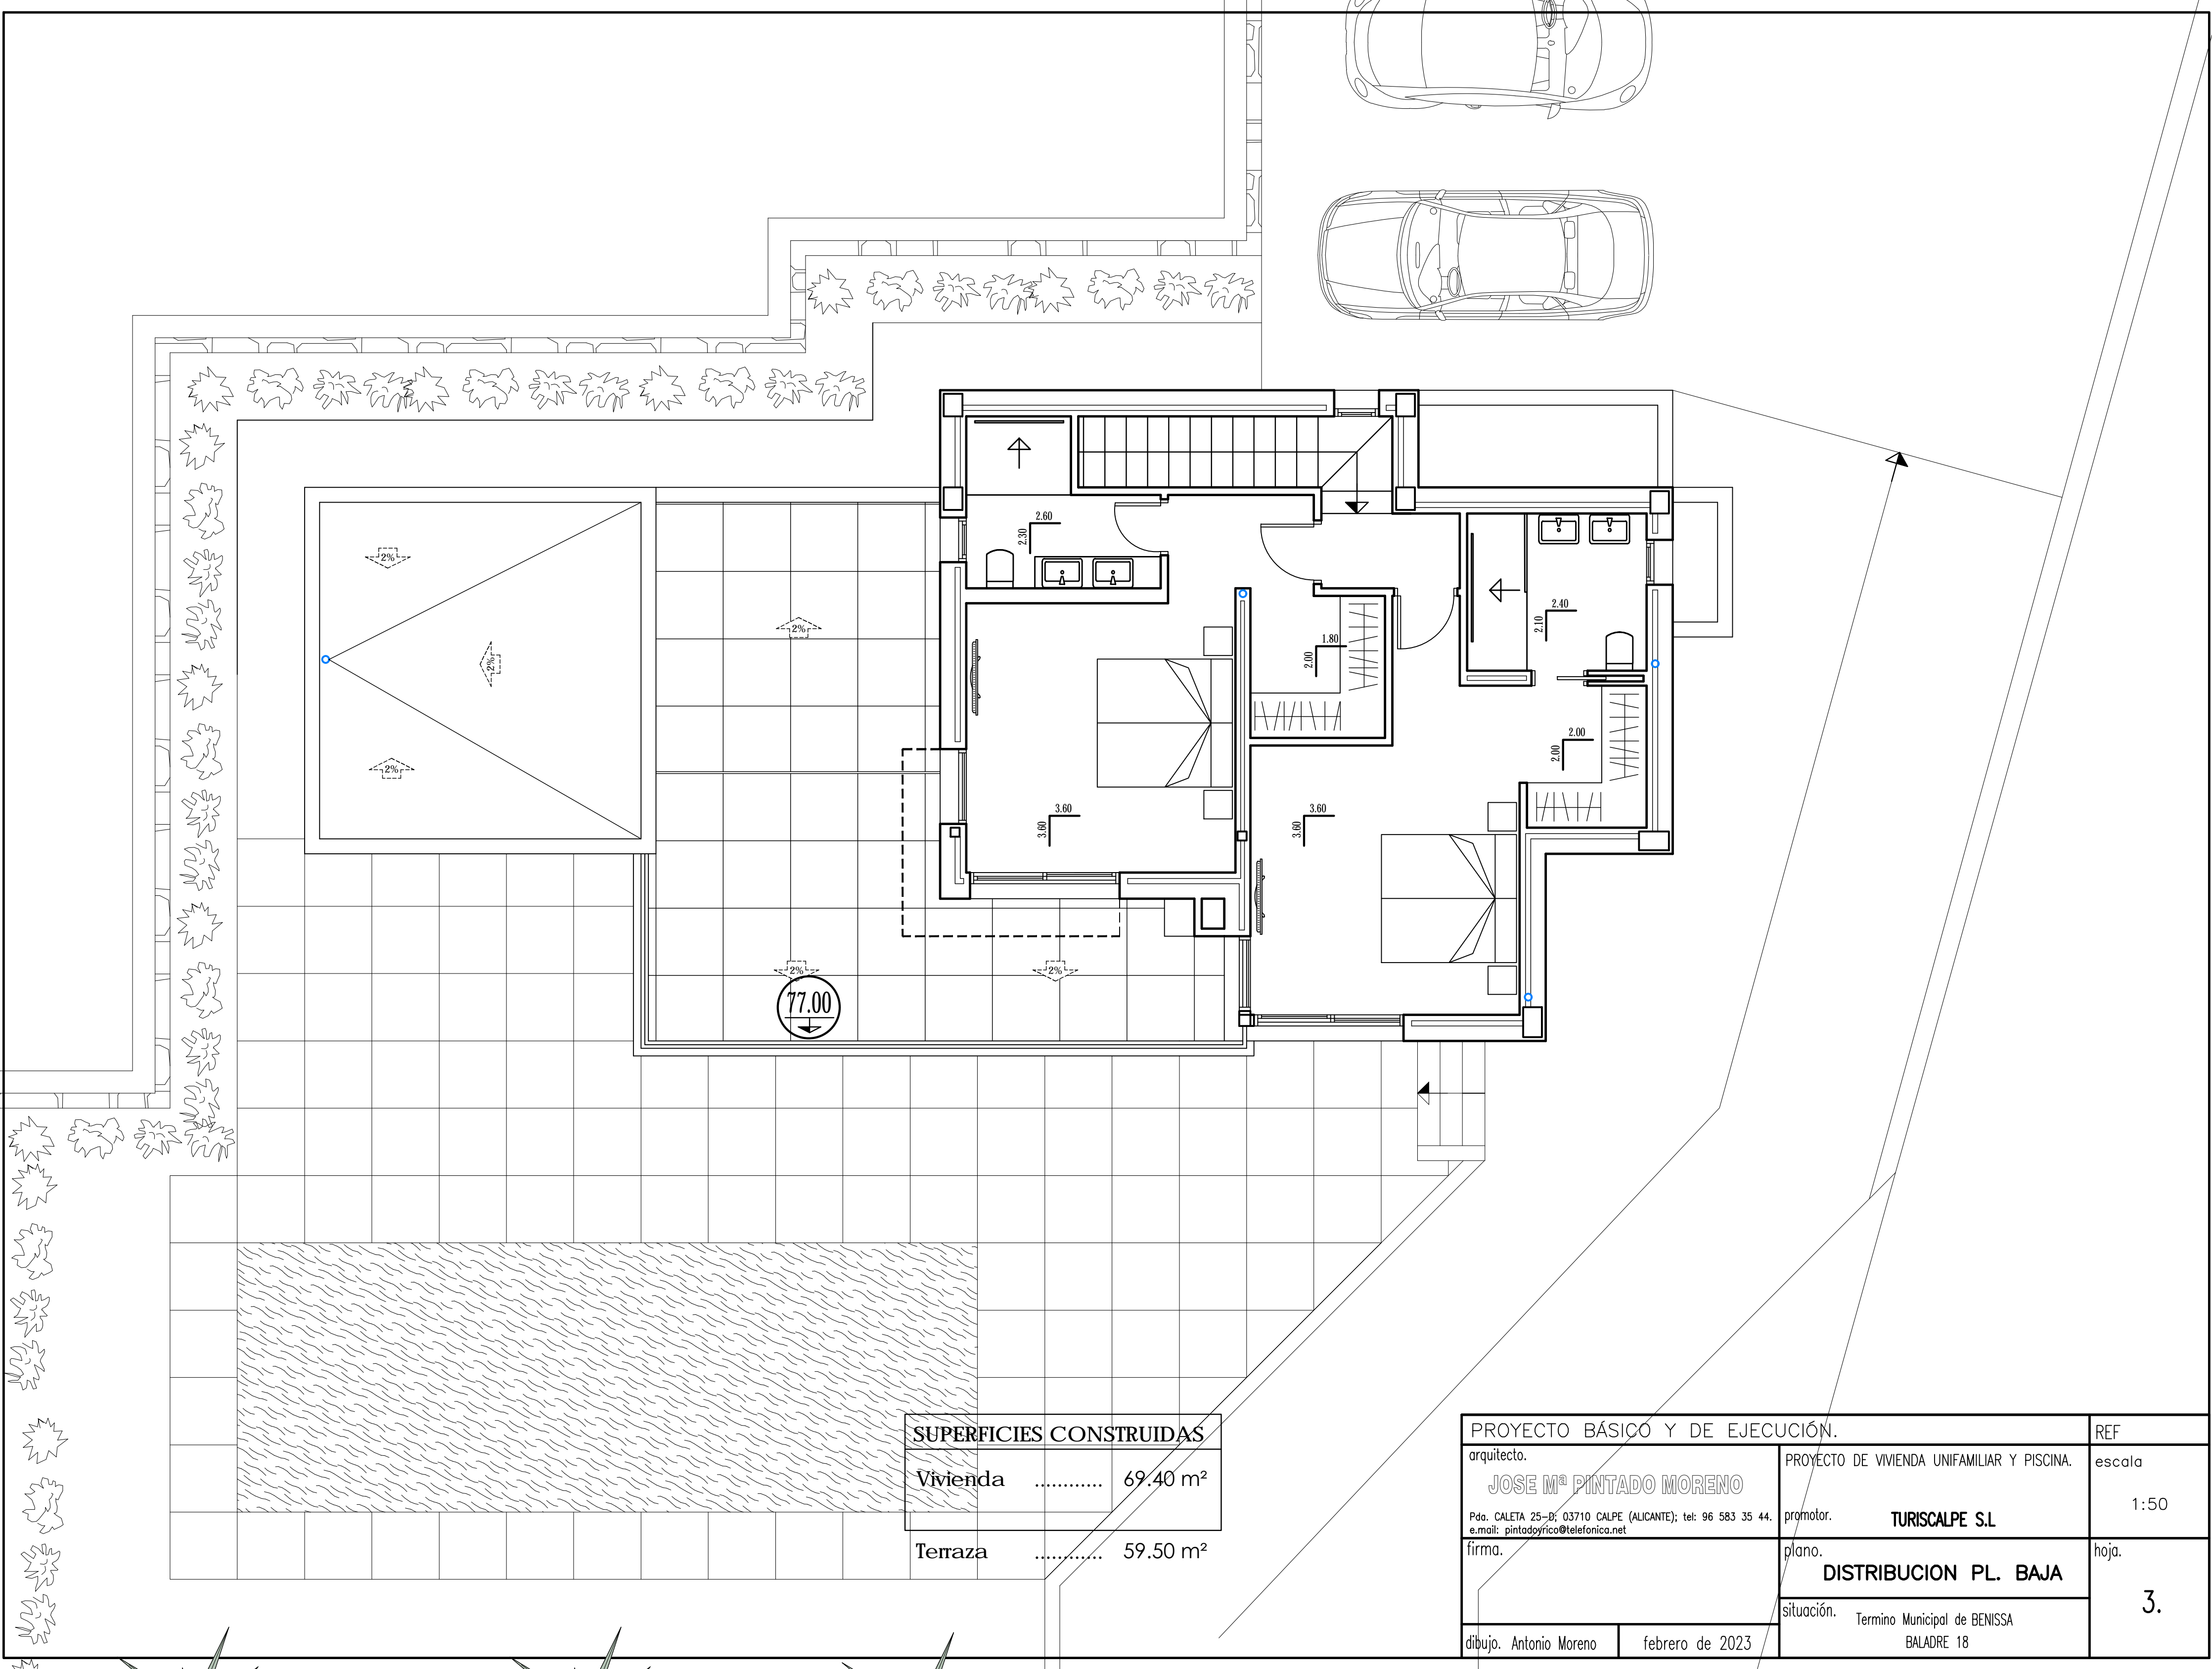 2.60
2.30
2%
2.40
2.10
2%
1.80
2.00
2%
2.00
2.00
2%
3.60
3.60
3.60
3.60
2%
2%
77.00
SUPERFICIES CONSTRUIDAS
Vivienda ............ 69.40 m²
Terraza ............ 59.50 m²
PROYECTO BÁSICO Y DE EJECUCIÓN.
REF
arquitecto.
JOSE Mª PINTADO MORENO
Pda. CALETA 25-D; 03710 CALPE (ALICANTE); tel: 96 583 35 44.
e.mail: pintadoyrico@telefonica.net
PROYECTO DE VIVIENDA UNIFAMILIAR Y PISCINA.
promotor. TURISCALPE S.L
escala
1:50
firma.
plano.
DISTRIBUCION PL. BAJA
hoja.
3.
situación. Termino Municipal de BENISSA
BALADRE 18
dibujo. Antonio Moreno
febrero de 2023